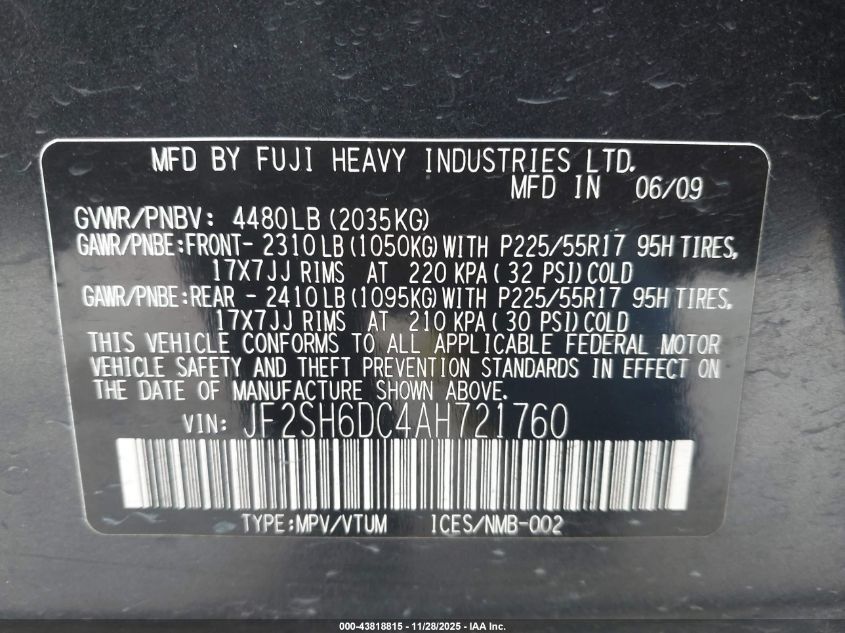 MFD BY FUJI HEAVY INDUSTRIES LTD.
MFD IN 06/09
GVWR/PNBV: 4480LB (2035KG)
GAWR/PNBE:FRONT- 2310LB (1050KG) WITH P225/55R17 95H TIRES,
17X7JJ RIMS AT 220 KPA ( 32 PSI) COLD
GAWR/PNBE:REAR - 2410LB (1095KG) WITH P225/55R17 95H TIRES,
17X7JJ RIMS AT 210 KPA ( 30 PSI) COLD
THIS VEHICLE CONFORMS TO ALL APPLICABLE FEDERAL MOTOR
VEHICLE SAFETY AND THEFT PREVENTION STANDARDS IN EFFECT ON
THE DATE OF MANUFACTURE SHOWN ABOVE.
VIN: JF2SH6DC4AH721760
TYPE:MPV/VTUM ICES/NMB-002
000-43818815 - 11/28/2025 - IAA Inc.